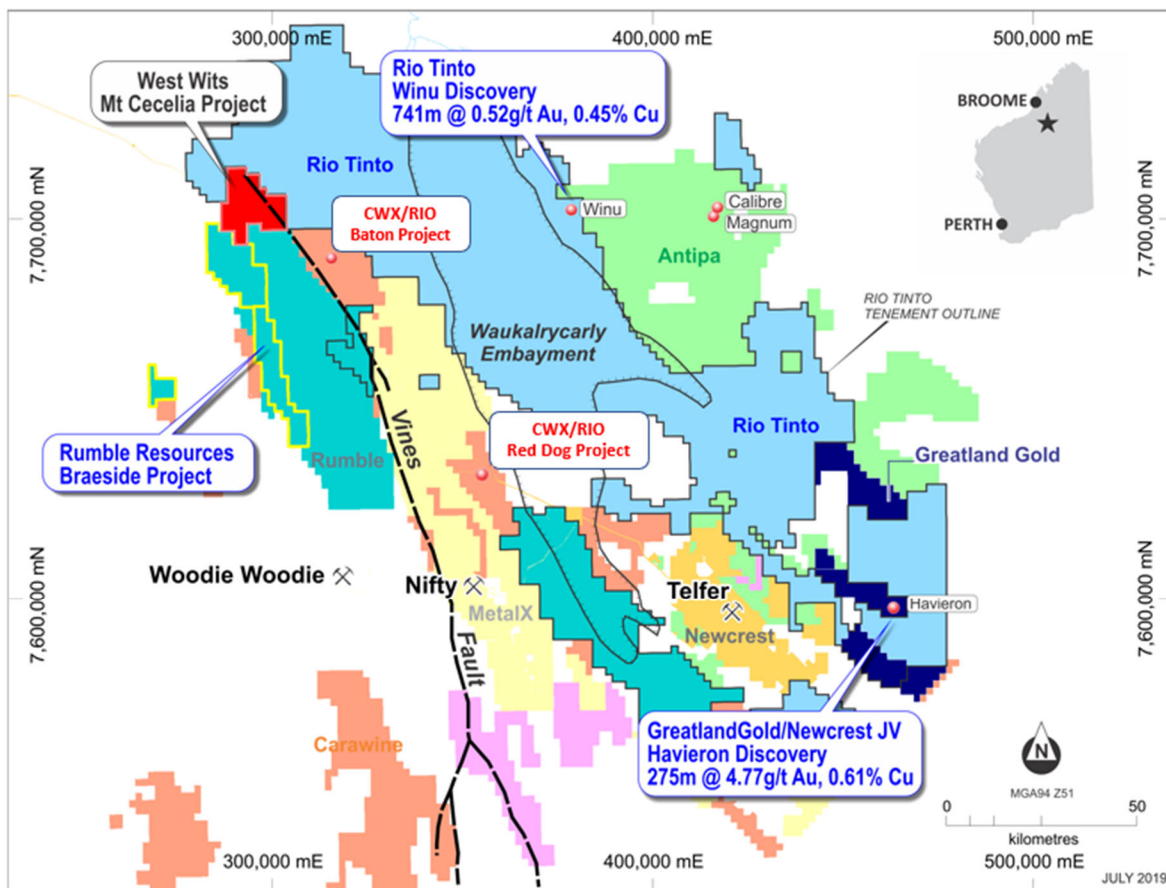 300,000 mE
400,000 mE
500,000 mE
West Wits
Mt Cecelia Project
Rio Tinto
Winu Discovery
741m @ 0.52g/t Au, 0.45% Cu
BROOME
PERTH
Rio Tinto
CWX/RIO
Baton Project
Winu
Calibre
Magnum
7,700,000 mN
7,700,000 mN
Antipa
RIO TINTO
TENEMENT OUTLINE
Waukalrycarly
Embayment
Rumble Resources
Braeside Project
Rumble
Vines
CWX/RIO
Red Dog Project
Rio Tinto
Greatland Gold
Woodie Woodie
Nifty
MetalX
Telfer
Newcrest
Havieron
7,600,000 mN
7,600,000 mN
Fault
Carawine
GreatlandGold/Newcrest JV
Havieron Discovery
275m @ 4.77g/t Au, 0.61% Cu
N
MGA94 Z51
0
50
kilometres
300,000 mE
400,000 mE
500,000 mE
JULY 2019